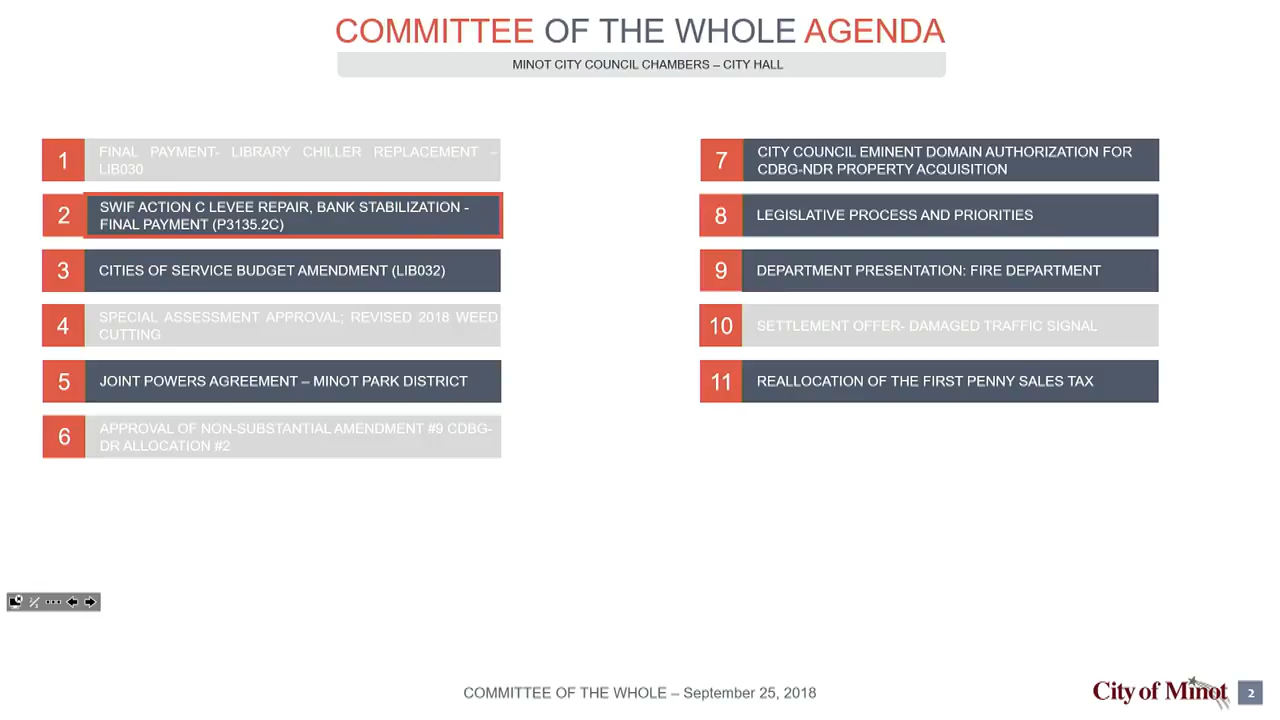 COMMITTEE OF THE WHOLE AGENDA
MINOT CITY COUNCIL CHAMBERS – CITY HALL
1
FINAL PAYMENT- LIBRARY CHILLER REPLACEMENT –
LIB030
2
SWIF ACTION C LEVEE REPAIR, BANK STABILIZATION -
FINAL PAYMENT (P3135.2C)
3
CITIES OF SERVICE BUDGET AMENDMENT (LIB032)
4
SPECIAL ASSESSMENT APPROVAL; REVISED 2018 WEED
CUTTING
5
JOINT POWERS AGREEMENT – MINOT PARK DISTRICT
6
APPROVAL OF NON-SUBSTANTIAL AMENDMENT #9 CDBG-
DR ALLOCATION #2
7
CITY COUNCIL EMINENT DOMAIN AUTHORIZATION FOR
CDBG-NDR PROPERTY ACQUISITION
8
LEGISLATIVE PROCESS AND PRIORITIES
9
DEPARTMENT PRESENTATION: FIRE DEPARTMENT
10
SETTLEMENT OFFER- DAMAGED TRAFFIC SIGNAL
11
REALLOCATION OF THE FIRST PENNY SALES TAX
COMMITTEE OF THE WHOLE – September 25, 2018
City of Minot
2